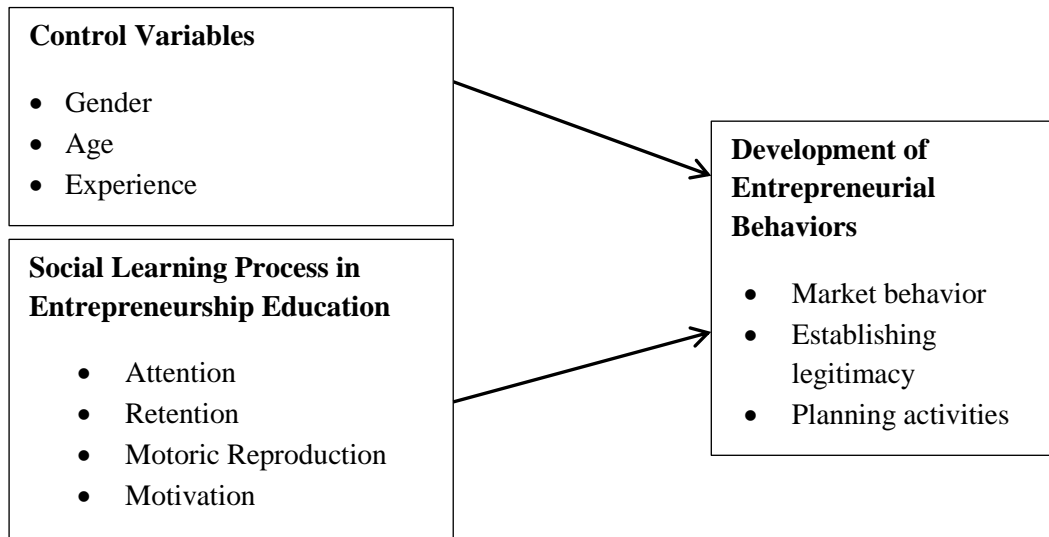 Control Variables
• Gender
• Age
• Experience
Social Learning Process in
Entrepreneurship Education
• Attention
• Retention
• Motoric Reproduction
• Motivation
Development of
Entrepreneurial
Behaviors
• Market behavior
• Establishing
legitimacy
• Planning activities